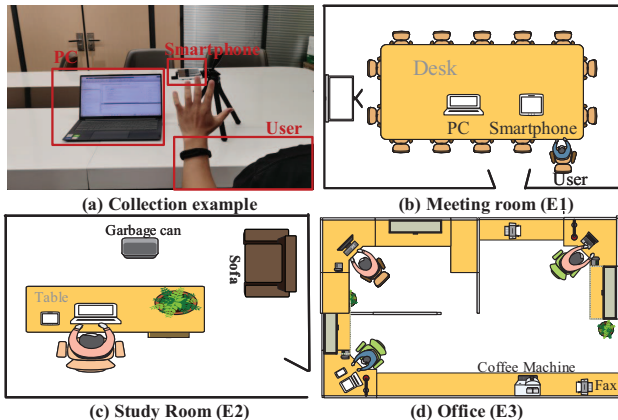 PC
Smartphone
User
(a) Collection example
Desk
PC
Smartphone
User
(b) Meeting room (E1)
Garbage can
Sofa
Table
(c) Study Room (E2)
Coffee Machine
Fax
(d) Office (E3)